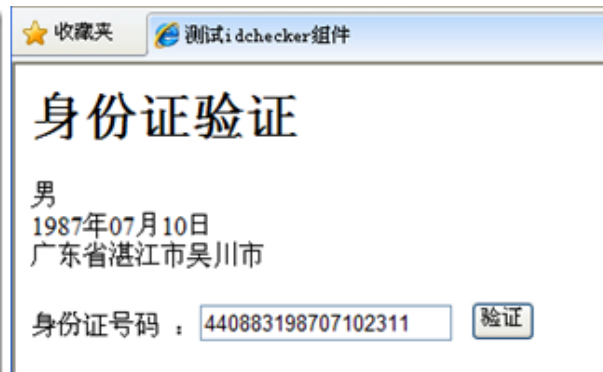 收藏夹 测试idchecker组件
身份证验证
男
1987年07月10日
广东省湛江市吴川市
身份证号码 : 440883198707102311 验证